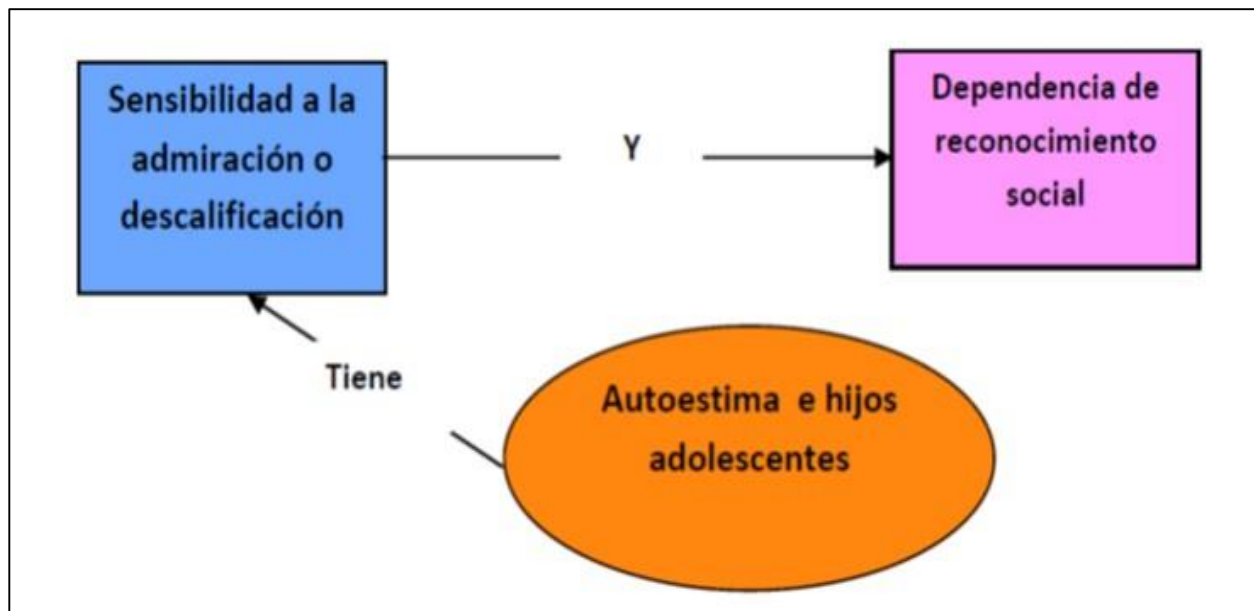 Sensibilidad a la
admiración o
descalificación
Y
Dependencia de
reconocimiento
social
Tiene
Autoestima e hijos
adolescentes